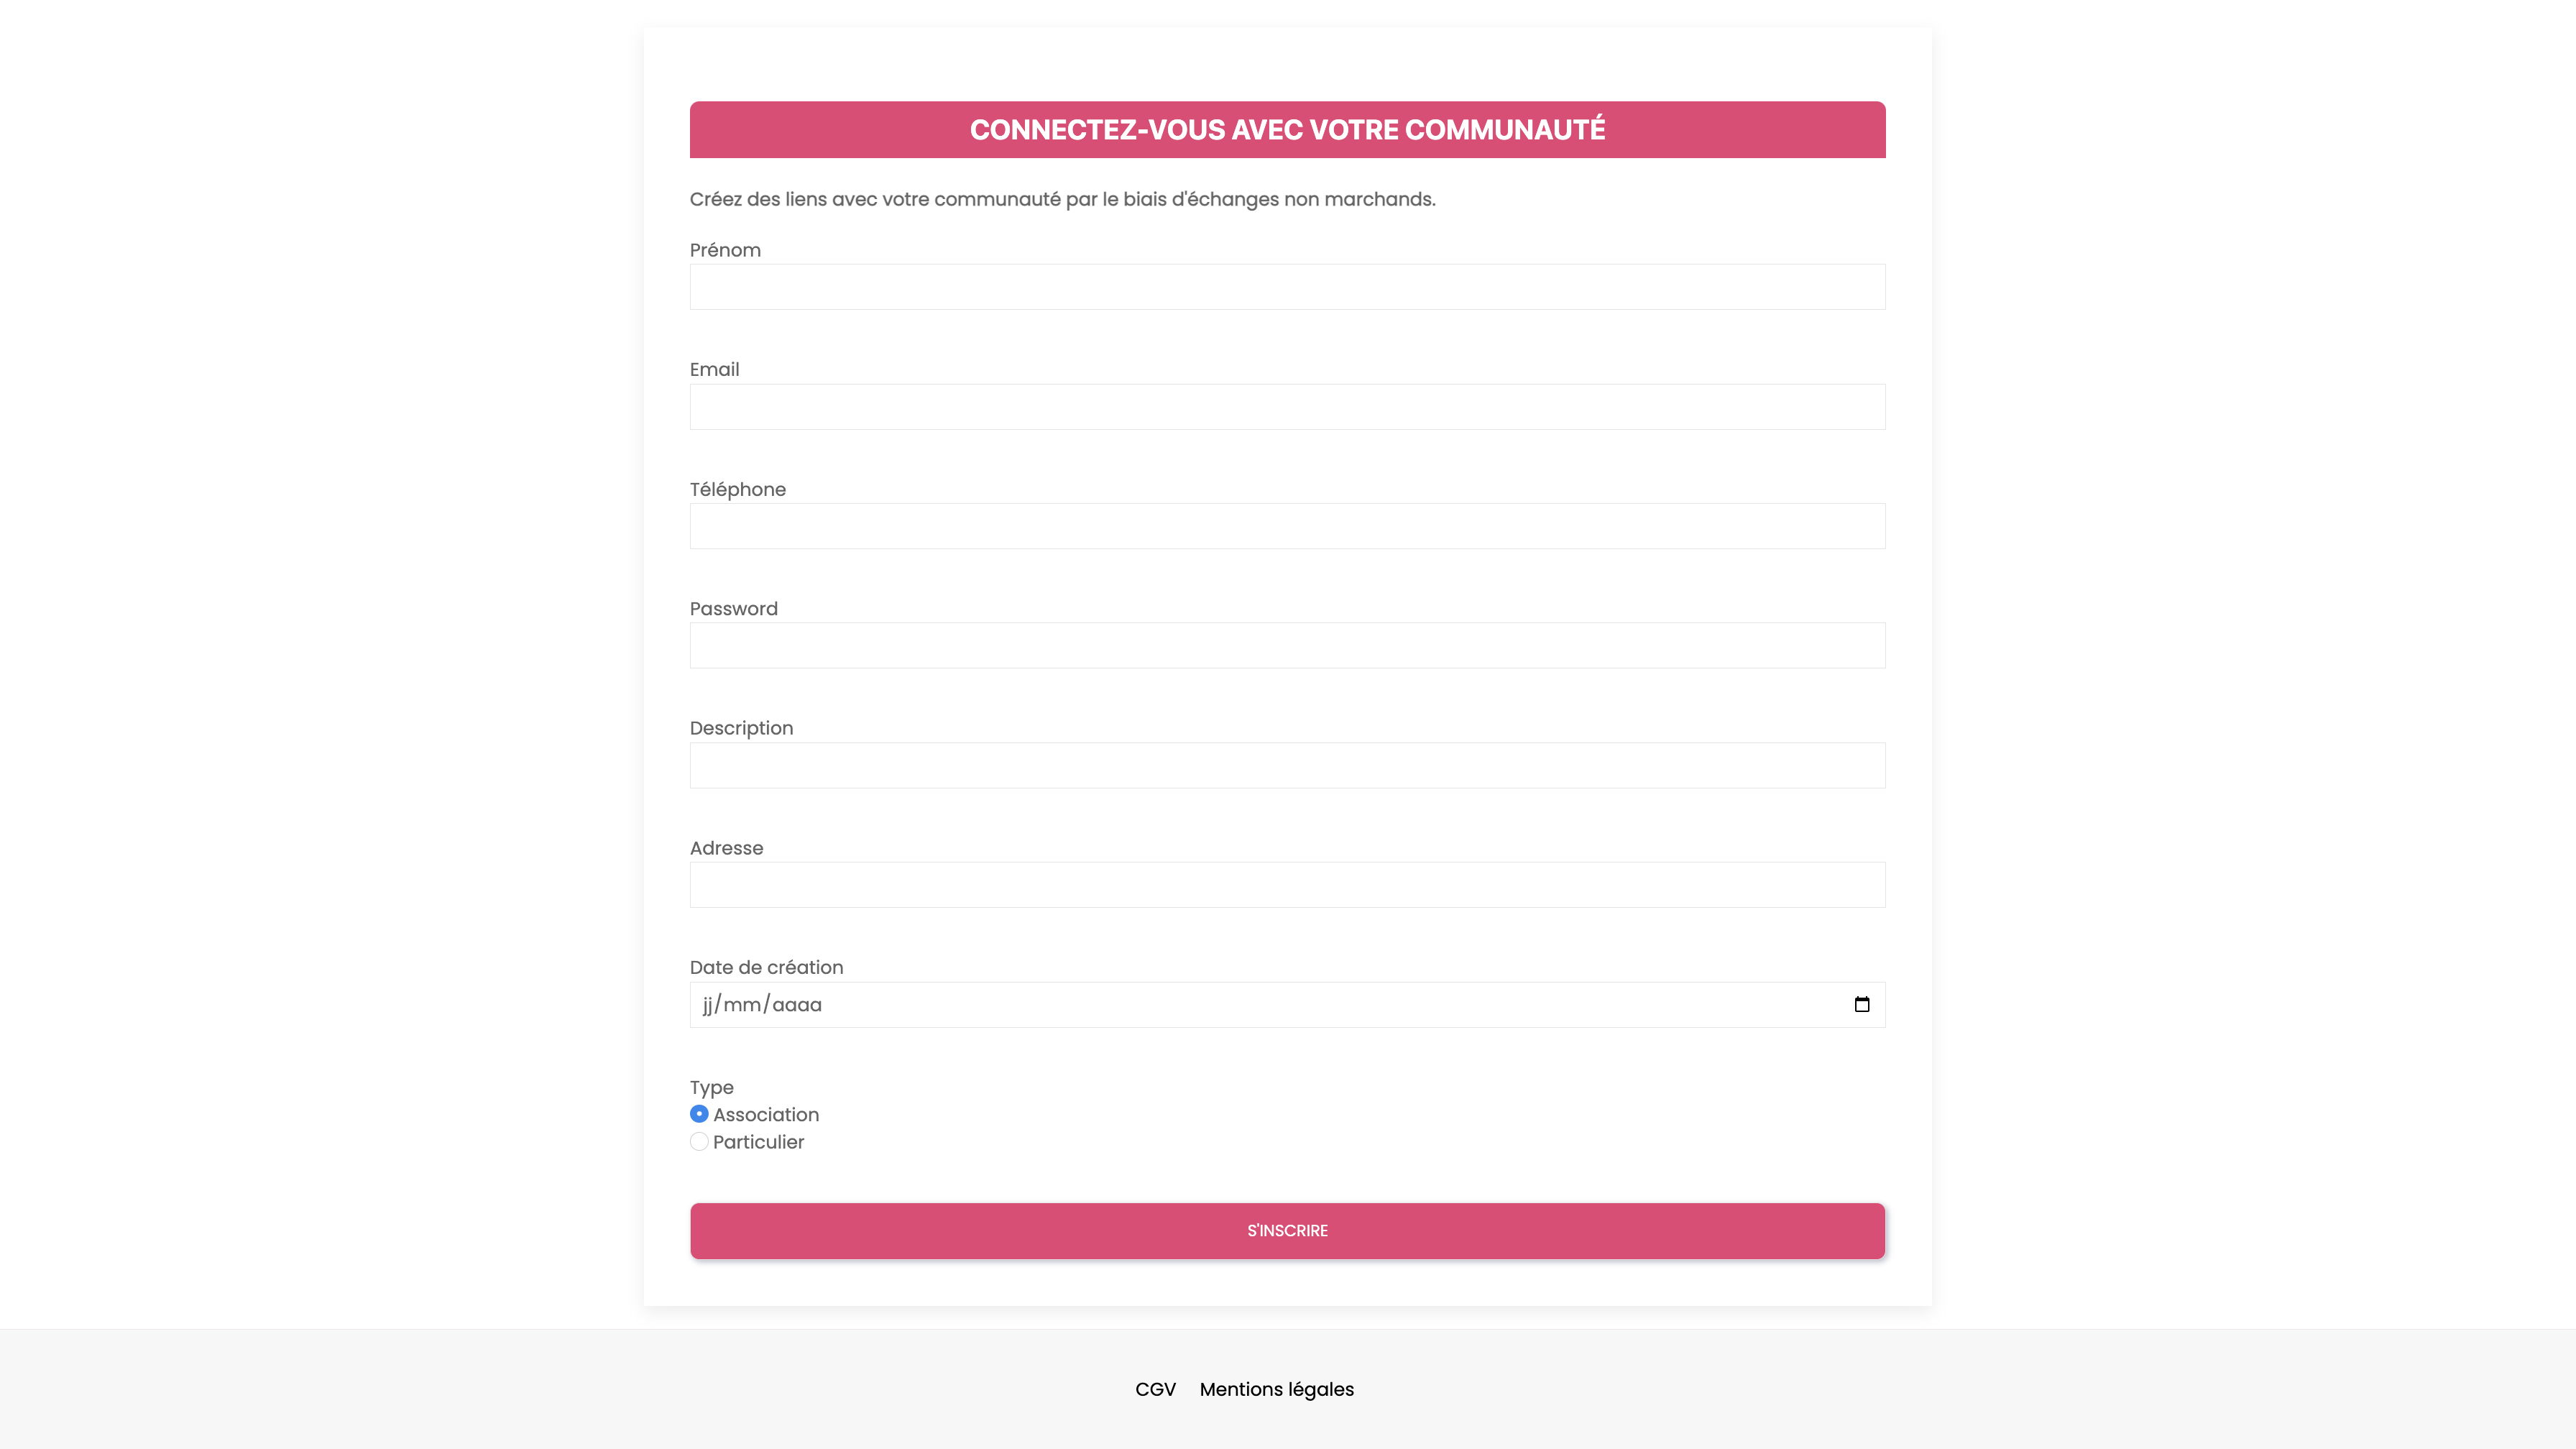 CONNECTEZ-VOUS AVEC VOTRE COMMUNAUTÉ
Créez des liens avec votre communauté par le biais d'échanges non marchands.
Prénom
Email
Téléphone
Password
Description
Adresse
Date de création
jj/mm/aaaa
Type
Association
Particulier
S'INSCRIRE
CGV Mentions légales